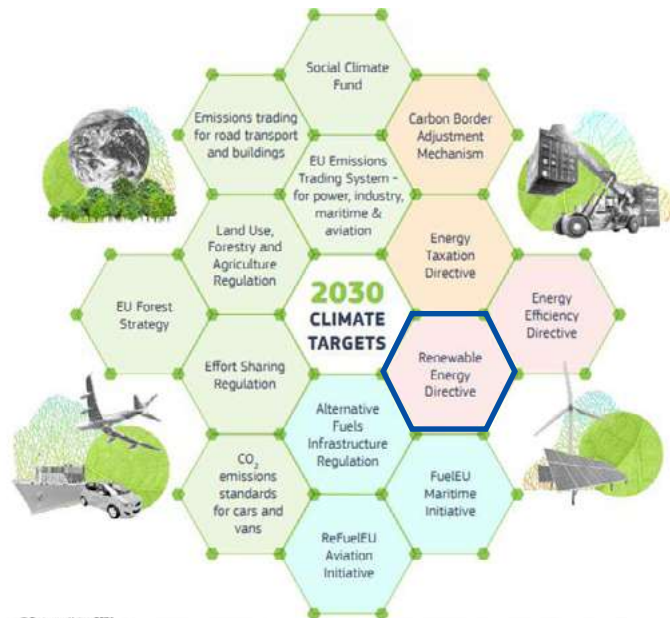 Social Climate
Fund
Emissions trading
for road transport
and buildings
Carbon Border
Adjustment
Mechanism
EU Emissions
Trading System –
for power, industry,
maritime &
aviation
Land Use,
Forestry and
Agriculture
Regulation
Energy
Taxation
Directive
EU Forest
Strategy
2030
CLIMATE
TARGETS
Energy
Efficiency
Directive
Effort Sharing
Regulation
Renewable
Energy
Directive
Alternative
Fuels
Infrastructure
Regulation
CO₂
emissions
standards
for cars and
vans
FuelEU
Maritime
Initiative
ReFuelEU
Aviation
Initiative